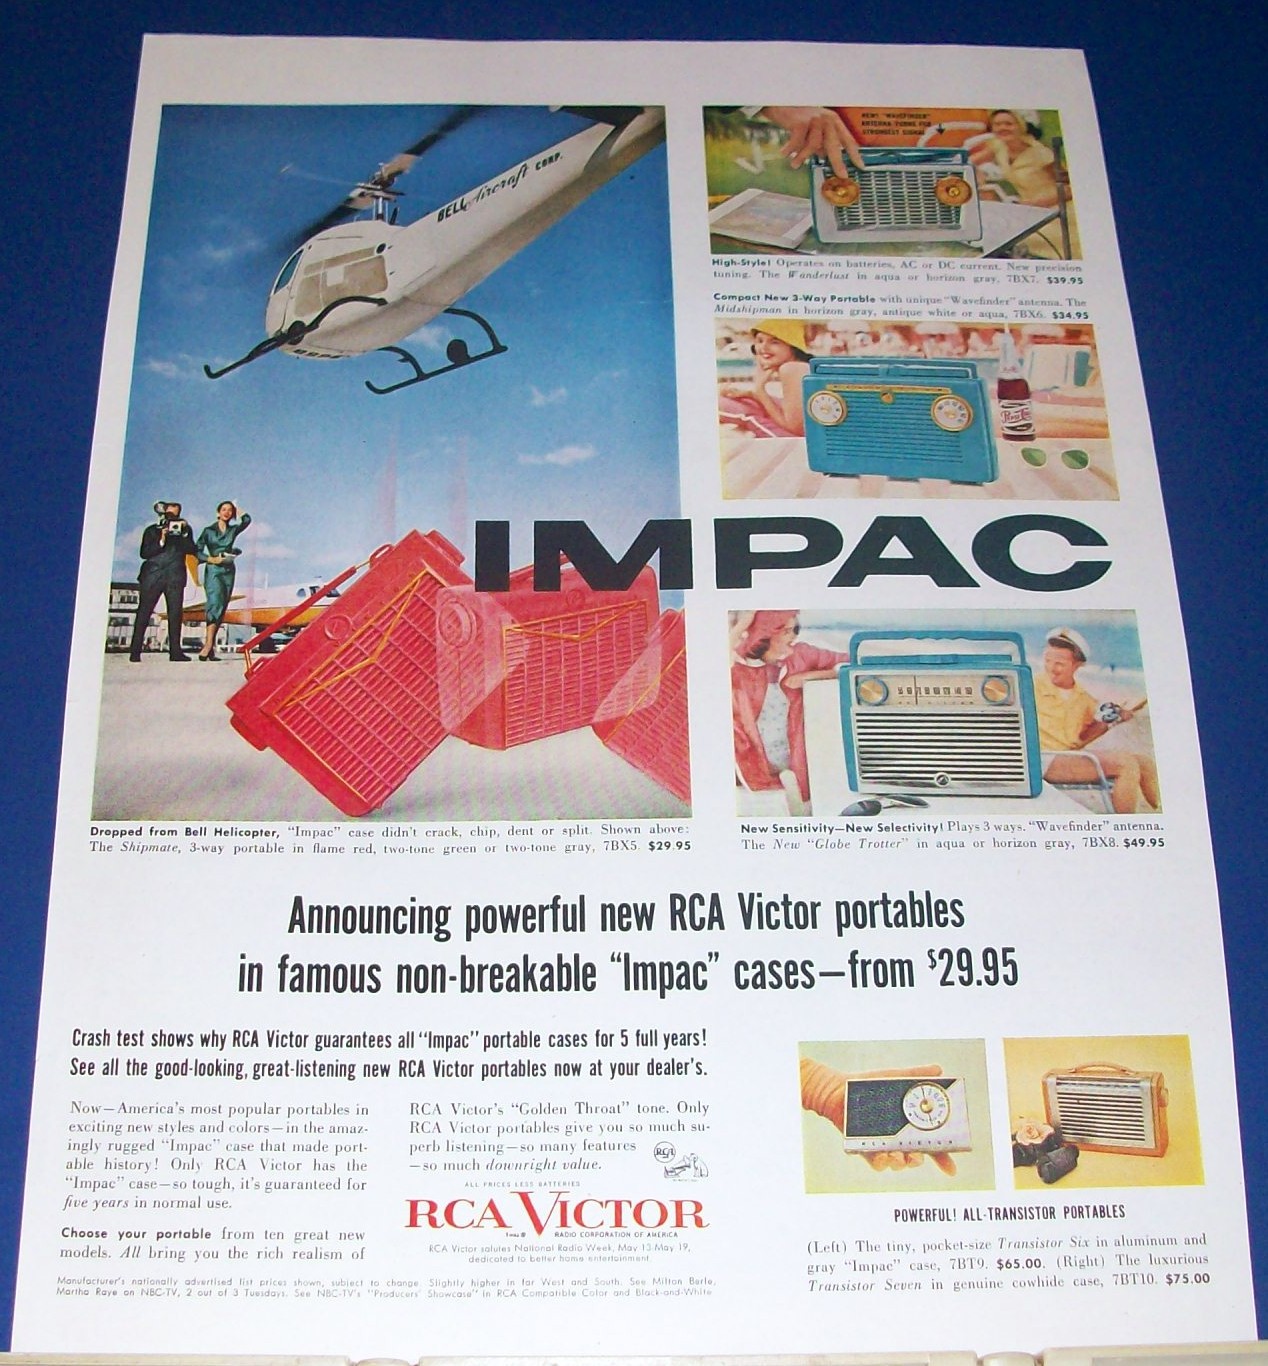 BELL Aircraft CORP.
NEW! "WAVEFINDER"
ANTENNA TURNS FOR
STRONGEST SIGNAL
High-Style! Operates on batteries, AC or DC current. New precision
tuning. The Wanderlust in aqua or horizon gray, 7BX7. $39.95
Compact New 3-Way Portable with unique "Wavefinder" antenna. The
Midshipman in horizon gray, antique white or aqua, 7BX6. $34.95
IMPAC
Dropped from Bell Helicopter, "Impac" case didn't crack, chip, dent or split. Shown above:
The Shipmate, 3-way portable in flame red, two-tone green or two-tone gray, 7BX5. $29.95
New Sensitivity—New Selectivity! Plays 3 ways. "Wavefinder" antenna.
The New "Globe Trotter" in aqua or horizon gray, 7BX8. $49.95
Announcing powerful new RCA Victor portables
in famous non-breakable "Impac" cases—from $29.95
Crash test shows why RCA Victor guarantees all "Impac" portable cases for 5 full years!
See all the good-looking, great-listening new RCA Victor portables now at your dealer's.
Now—America's most popular portables in
exciting new styles and colors—in the amaz-
ingly rugged "Impac" case that made port-
able history! Only RCA Victor has the
"Impac" case—so tough, it's guaranteed for
five years in normal use.
Choose your portable from ten great new
models. All bring you the rich realism of
RCA Victor's "Golden Throat" tone. Only
RCA Victor portables give you so much su-
perb listening—so many features
—so much downright value.
RCA
ALL PRICES LESS BATTERIES
RCA VICTOR
RADIO CORPORATION OF AMERICA
RCA Victor salutes National Radio Week, May 13-May 19,
dedicated to better home entertainment.
Manufacturer's nationally advertised list prices shown, subject to change. Slightly higher in far West and South. See Milton Berle,
Martha Raye on NBC-TV, 2 out of 3 Tuesdays. See NBC-TV's "Producers' Showcase" in RCA Compatible Color and Black-and-White
RCA VICTOR
POWERFUL! ALL-TRANSISTOR PORTABLES
(Left) The tiny, pocket-size Transistor Six in aluminum and
gray "Impac" case, 7BT9. $65.00. (Right) The luxurious
Transistor Seven in genuine cowhide case, 7BT10. $75.00